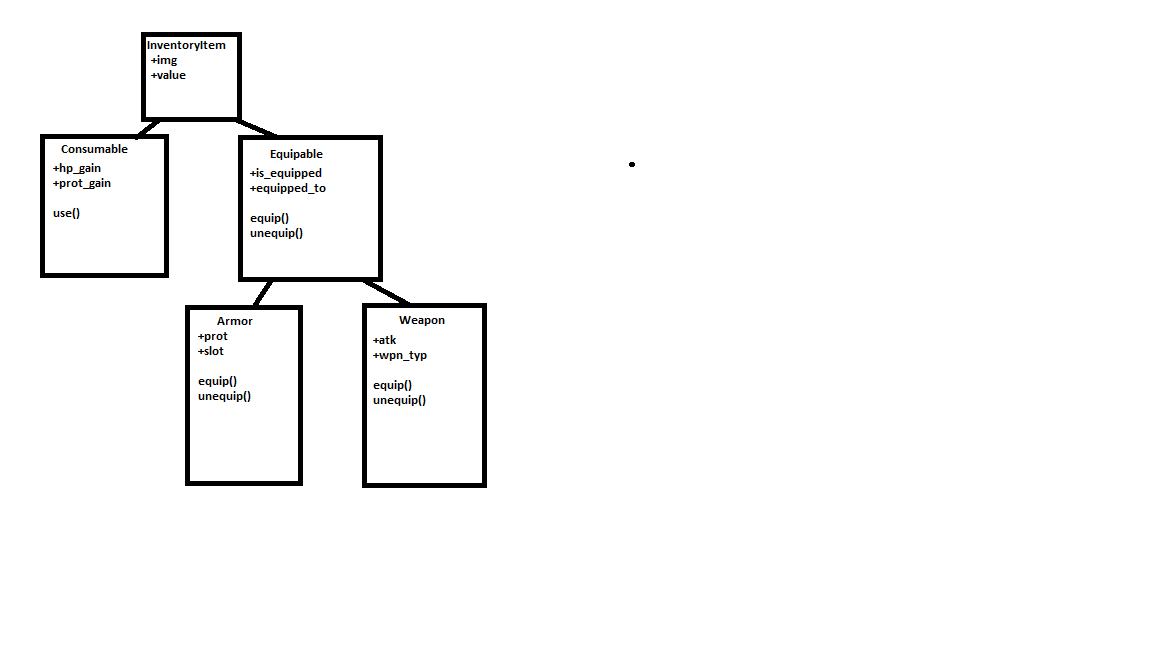 InventoryItem
+img
+value
Consumable
+hp_gain
+prot_gain
use()
Equipable
+is_equipped
+equipped_to
equip()
unequip()
Armor
+prot
+slot
equip()
unequip()
Weapon
+atk
+wpn_typ
equip()
unequip()